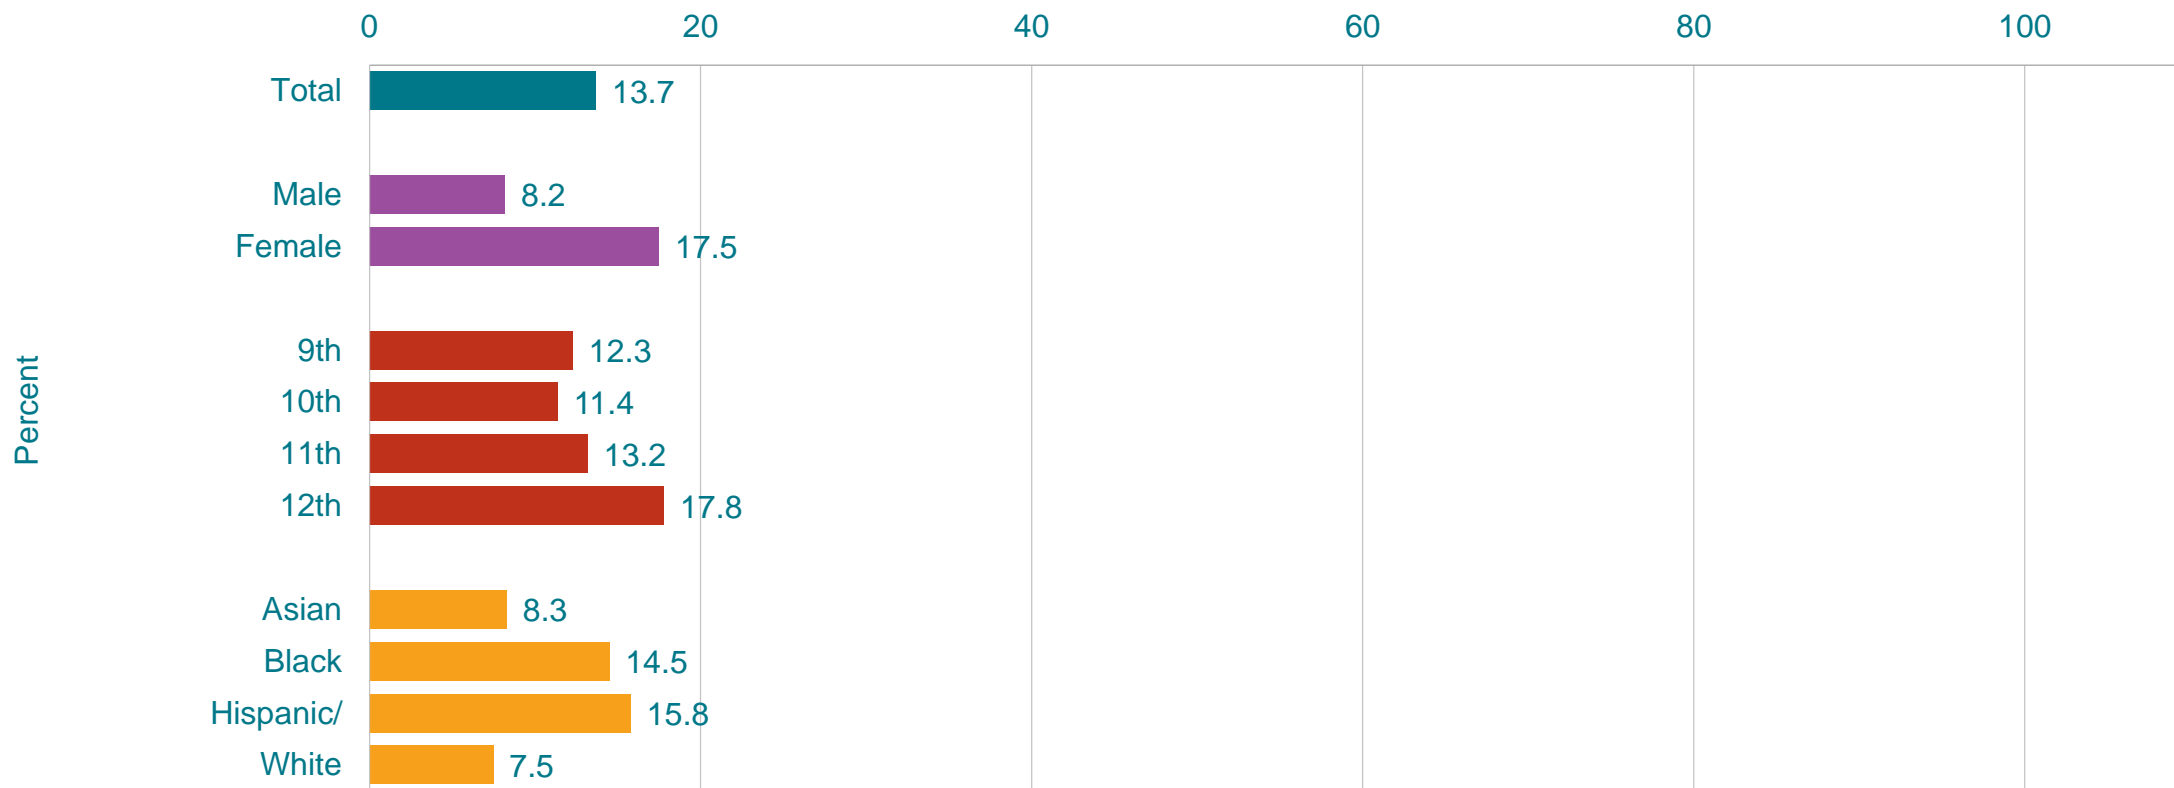 0 20 40 60 80 100
Total 13.7
Male 8.2
Female 17.5
9th 12.3
10th 11.4
11th 13.2
12th 17.8
Asian 8.3
Black 14.5
Hispanic/ 15.8
White 7.5
Percent